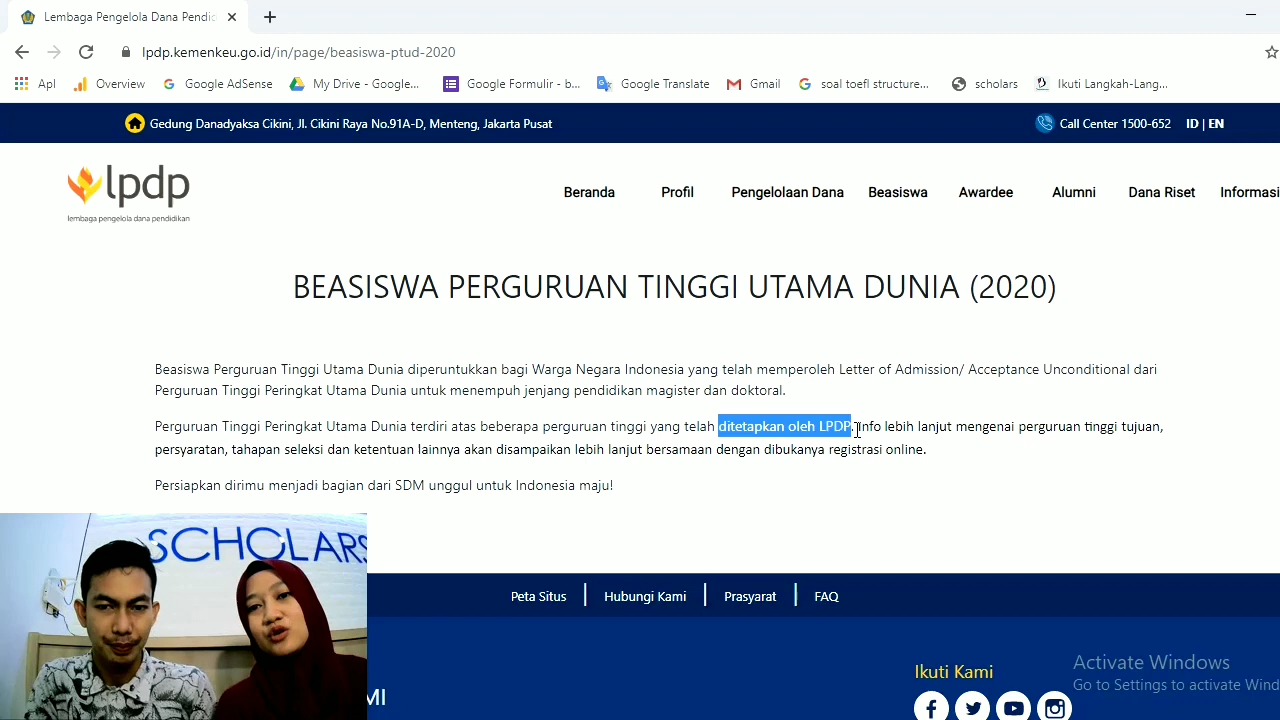 Lembaga Pengelola Dana Pendid
lpdp.kemenkeu.go.id/in/page/beasiswa-ptud-2020
Apl Overview Google AdSense My Drive - Google... Google Formulir - b... Google Translate Gmail soal toefl structure... scholars Ikuti Langkah-Lang...
Gedung Danadyaksa Cikini, Jl. Cikini Raya No.91A-D, Menteng, Jakarta Pusat Call Center 1500-652 ID | EN
lpdp
lembaga pengelola dana pendidikan
Beranda Profil Pengelolaan Dana Beasiswa Awardee Alumni Dana Riset Informasi
BEASISWA PERGURUAN TINGGI UTAMA DUNIA (2020)
Beasiswa Perguruan Tinggi Utama Dunia diperuntukkan bagi Warga Negara Indonesia yang telah memperoleh Letter of Admission/ Acceptance Unconditional dari
Perguruan Tinggi Peringkat Utama Dunia untuk menempuh jenjang pendidikan magister dan doktoral.
Perguruan Tinggi Peringkat Utama Dunia terdiri atas beberapa perguruan tinggi yang telah ditetapkan oleh LPDP. Info lebih lanjut mengenai perguruan tinggi tujuan,
persyaratan, tahapan seleksi dan ketentuan lainnya akan disampaikan lebih lanjut bersamaan dengan dibukanya registrasi online.
Persiapkan dirimu menjadi bagian dari SDM unggul untuk Indonesia maju!
SCHOLARS
Peta Situs | Hubungi Kami | Prasyarat | FAQ
Ikuti Kami
MI
Activate Windows
Go to Settings to activate Wind